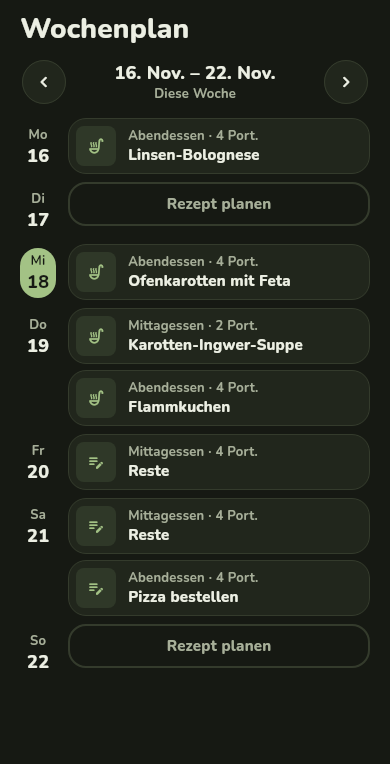 Wochenplan
16. Nov. – 22. Nov.
Diese Woche
Mo
16
Abendessen · 4 Port.
Linsen-Bolognese
Di
17
Rezept planen
Mi
18
Abendessen · 4 Port.
Ofenkarotten mit Feta
Do
19
Mittagessen · 2 Port.
Karotten-Ingwer-Suppe
Abendessen · 4 Port.
Flammkuchen
Fr
20
Mittagessen · 4 Port.
Reste
Sa
21
Mittagessen · 4 Port.
Reste
Abendessen · 4 Port.
Pizza bestellen
So
22
Rezept planen